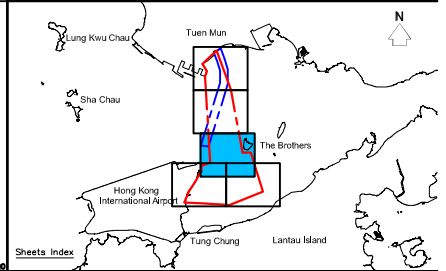 N
Tuen Mun
Lung Kwu Chau
Sha Chau
The Brothers
Hong Kong
International Airport
Tung Chung
Lantau Island
Sheets Index